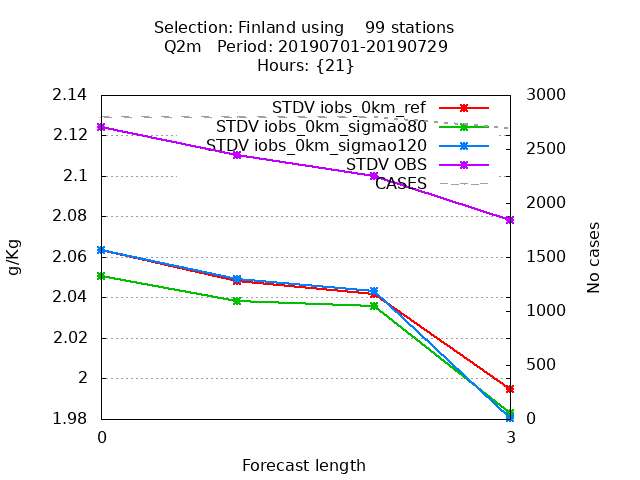 Selection: Finland using    99 stations
Q2m   Period: 20190701-20190729
Hours: {21}
2.14
2.12
2.1
2.08
2.06
2.04
2.02
2
1.98
g/Kg
STDV iobs_0km_ref
STDV iobs_0km_sigmao80
STDV iobs_0km_sigmao120
STDV OBS
CASES
3000
2500
2000
1500
1000
500
0
No cases
0
3
Forecast length